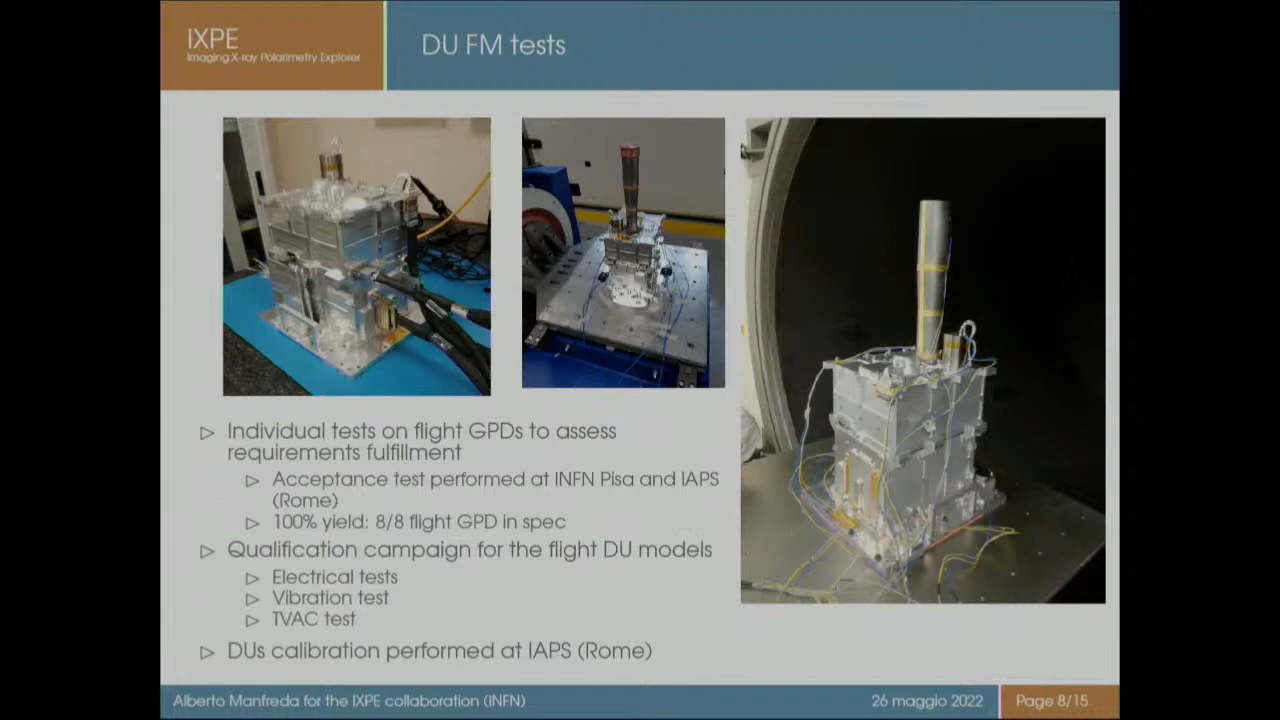 IXPE
Imaging X-ray Polarimetry Explorer
DU FM tests
▷ Individual tests on flight GPDs to assess
requirements fulfillment
▷ Acceptance test performed at INFN Pisa and IAPS
(Rome)
▷ 100% yield: 8/8 flight GPD in spec
▷ Qualification campaign for the flight DU models
▷ Electrical tests
▷ Vibration test
▷ TVAC test
▷ DUs calibration performed at IAPS (Rome)
Alberto Manfreda for the IXPE collaboration (INFN)
26 maggio 2022
Page 8/15